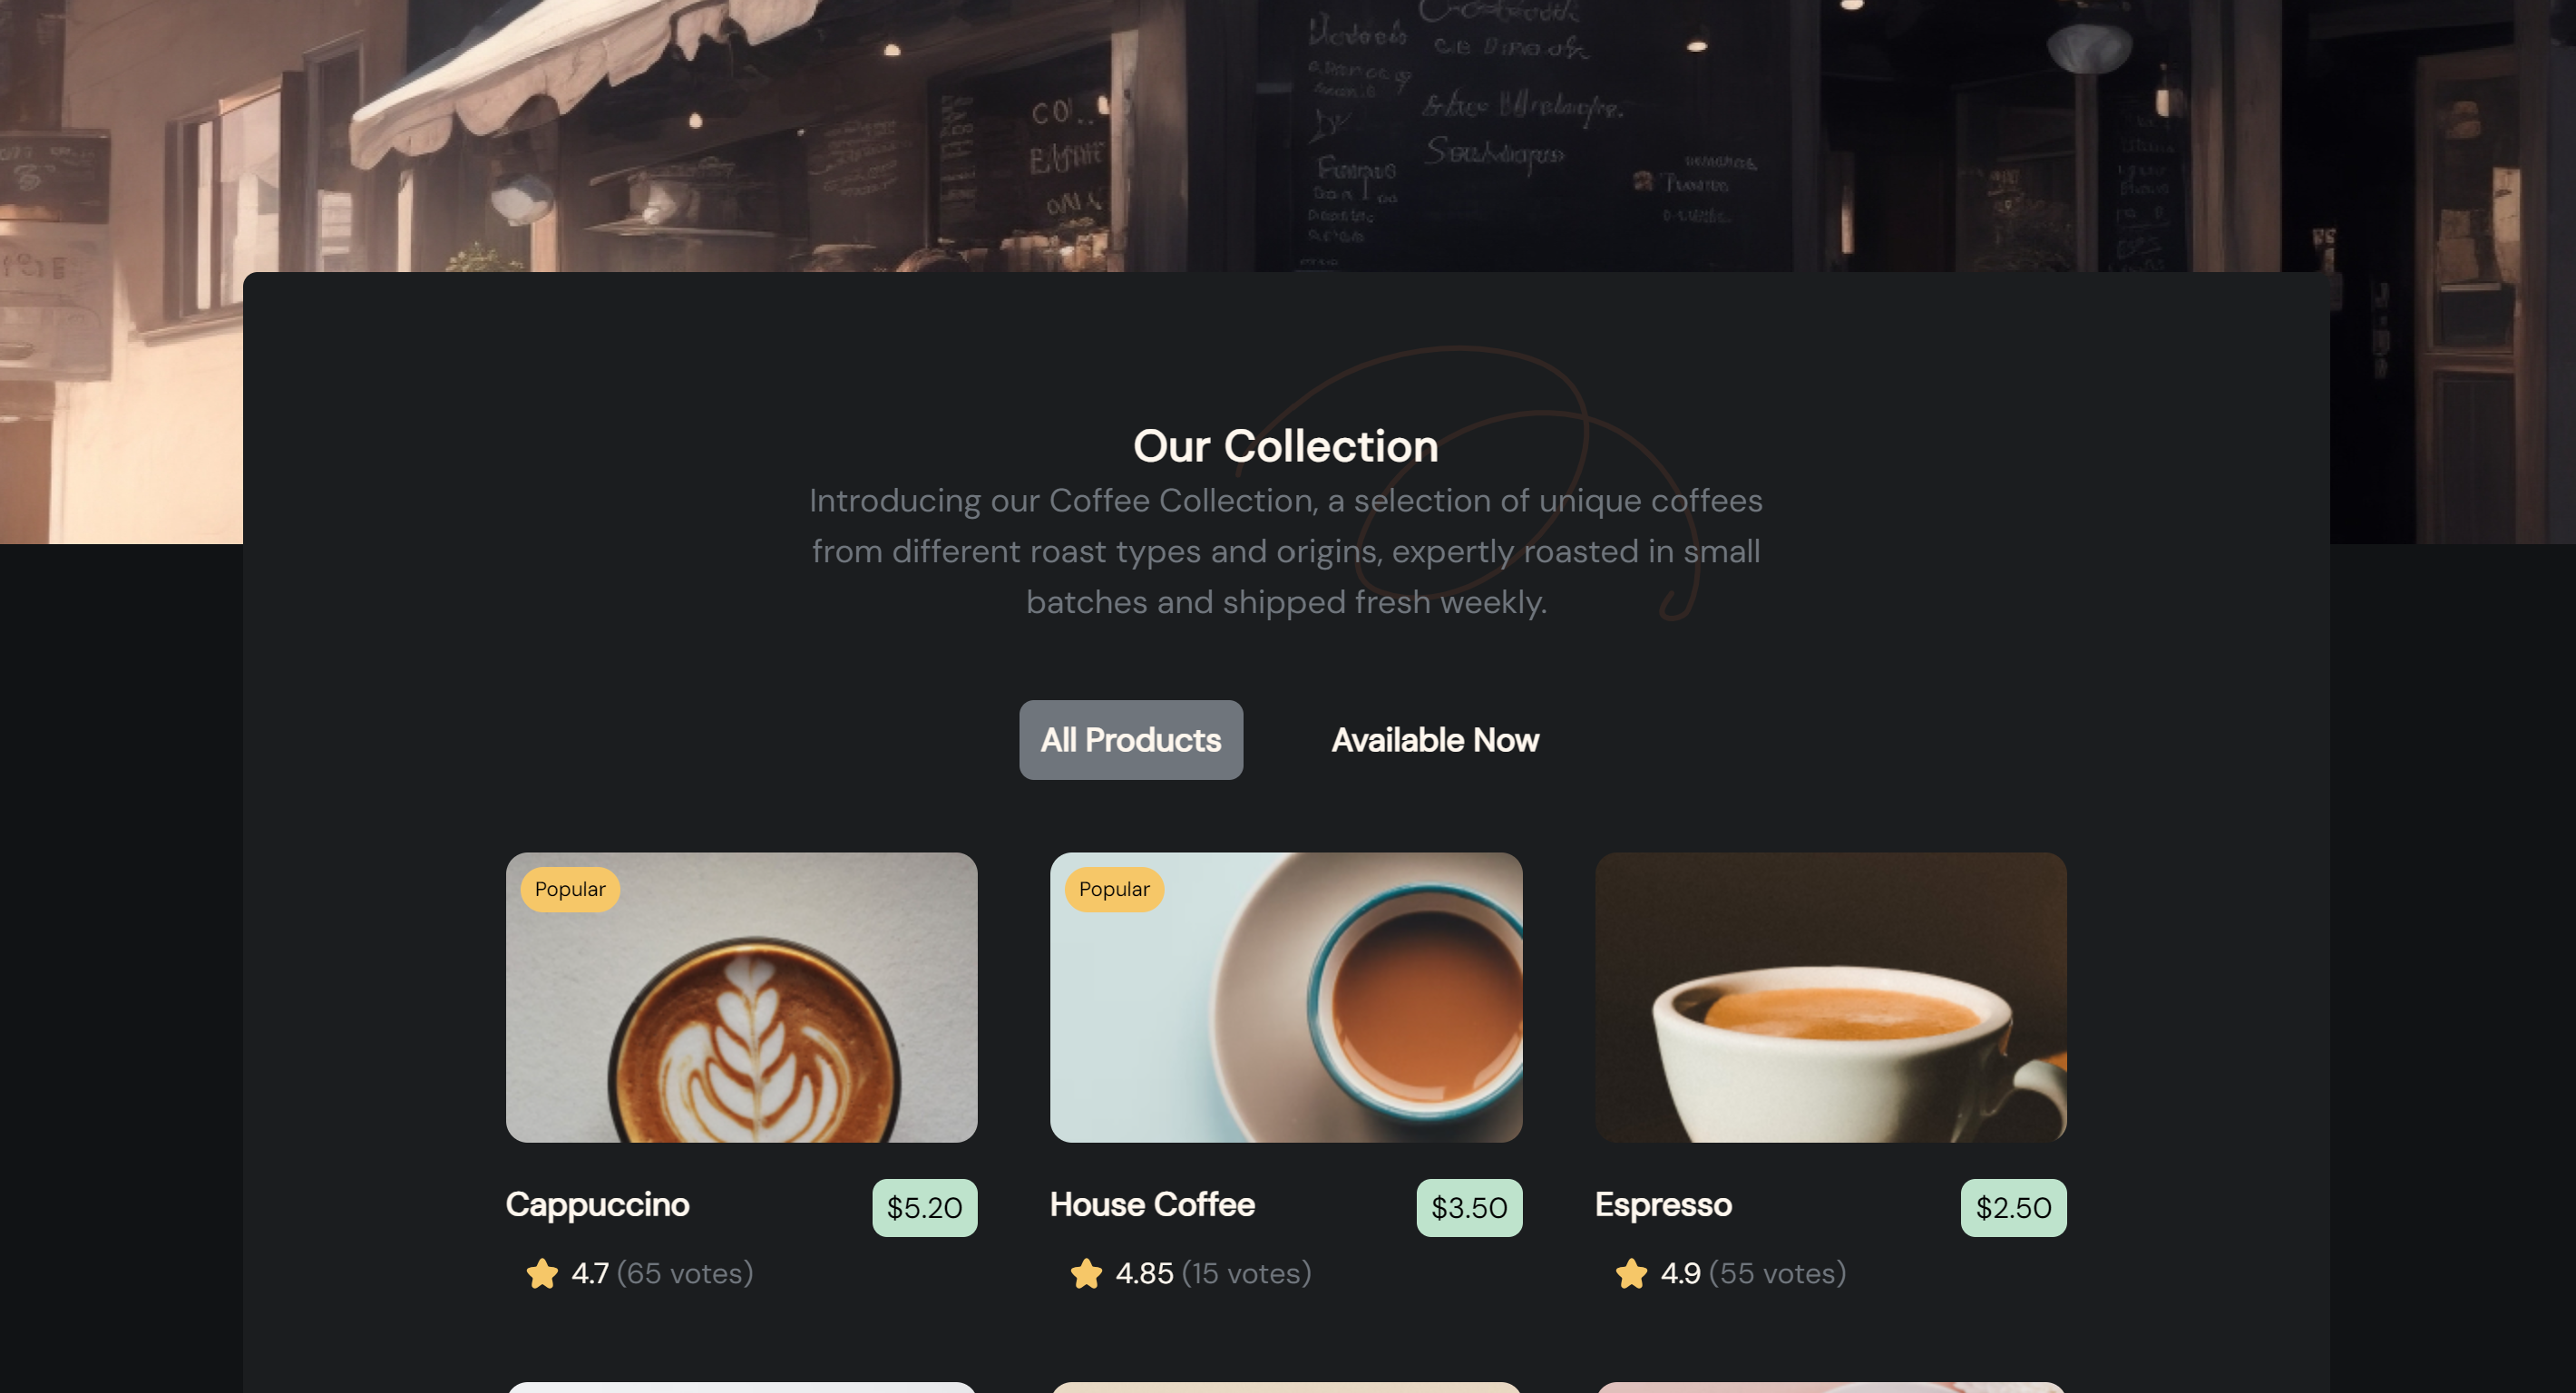 Our Collection
Introducing our Coffee Collection, a selection of unique coffees
from different roast types and origins, expertly roasted in small
batches and shipped fresh weekly.
All Products
Available Now
Popular
Popular
Cappuccino
$5.20
House Coffee
$3.50
Espresso
$2.50
4.7 (65 votes)
4.85 (15 votes)
4.9 (55 votes)